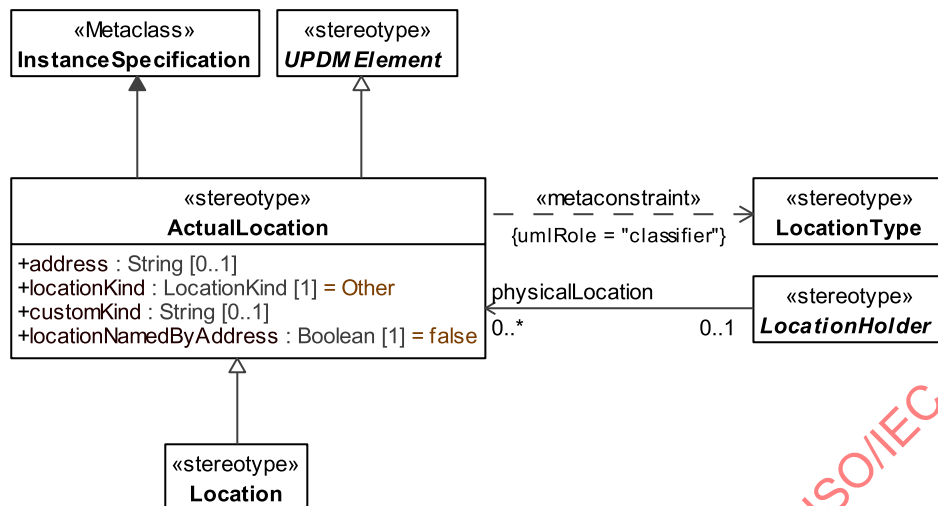 «Metaclass»
InstanceSpecification
«stereotype»
UPDMElement
«stereotype»
ActualLocation
+address : String [0..1]
+locationKind : LocationKind [1] = Other
+customKind : String [0..1]
+locationNamedByAddress : Boolean [1] = false
«metaconstraint»
{umlRole = "classifier"}
«stereotype»
LocationType
physicalLocation
0..*
0..1
«stereotype»
LocationHolder
«stereotype»
Location
ISO/IEC